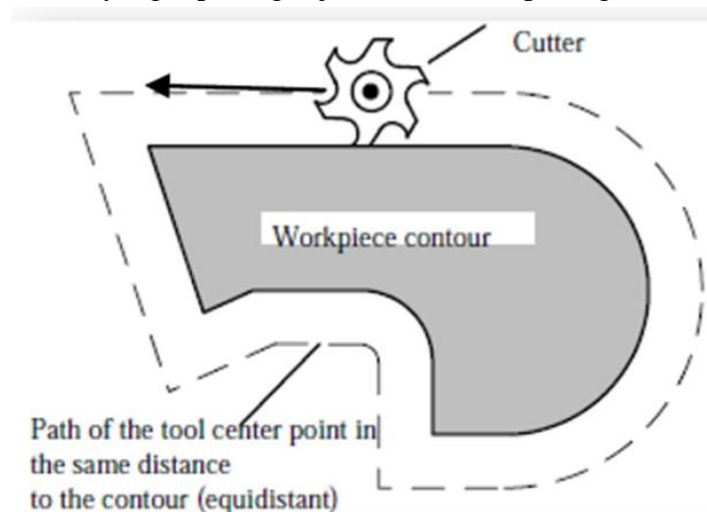 Cutter
Workpiece contour
Path of the tool center point in
the same distance
to the contour (equidistant)